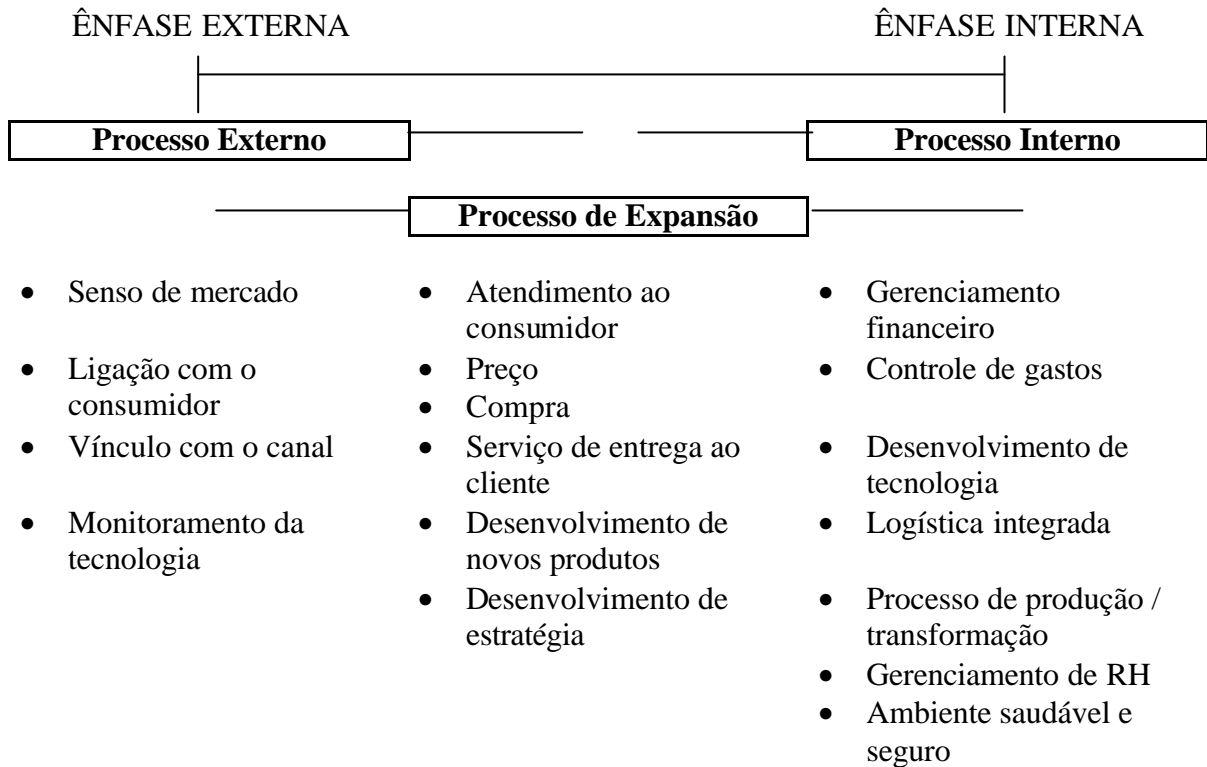 ÊNFASE EXTERNA
ÊNFASE INTERNA
Processo Externo
Processo Interno
Processo de Expansão
• Senso de mercado
• Ligação com o
consumidor
• Vínculo com o canal
• Monitoramento da
tecnologia
• Atendimento ao
consumidor
• Preço
• Compra
• Serviço de entrega ao
cliente
• Desenvolvimento de
novos produtos
• Desenvolvimento de
estratégia
• Gerenciamento
financeiro
• Controle de gastos
• Desenvolvimento de
tecnologia
• Logística integrada
• Processo de produção /
transformação
• Gerenciamento de RH
• Ambiente saudável e
seguro